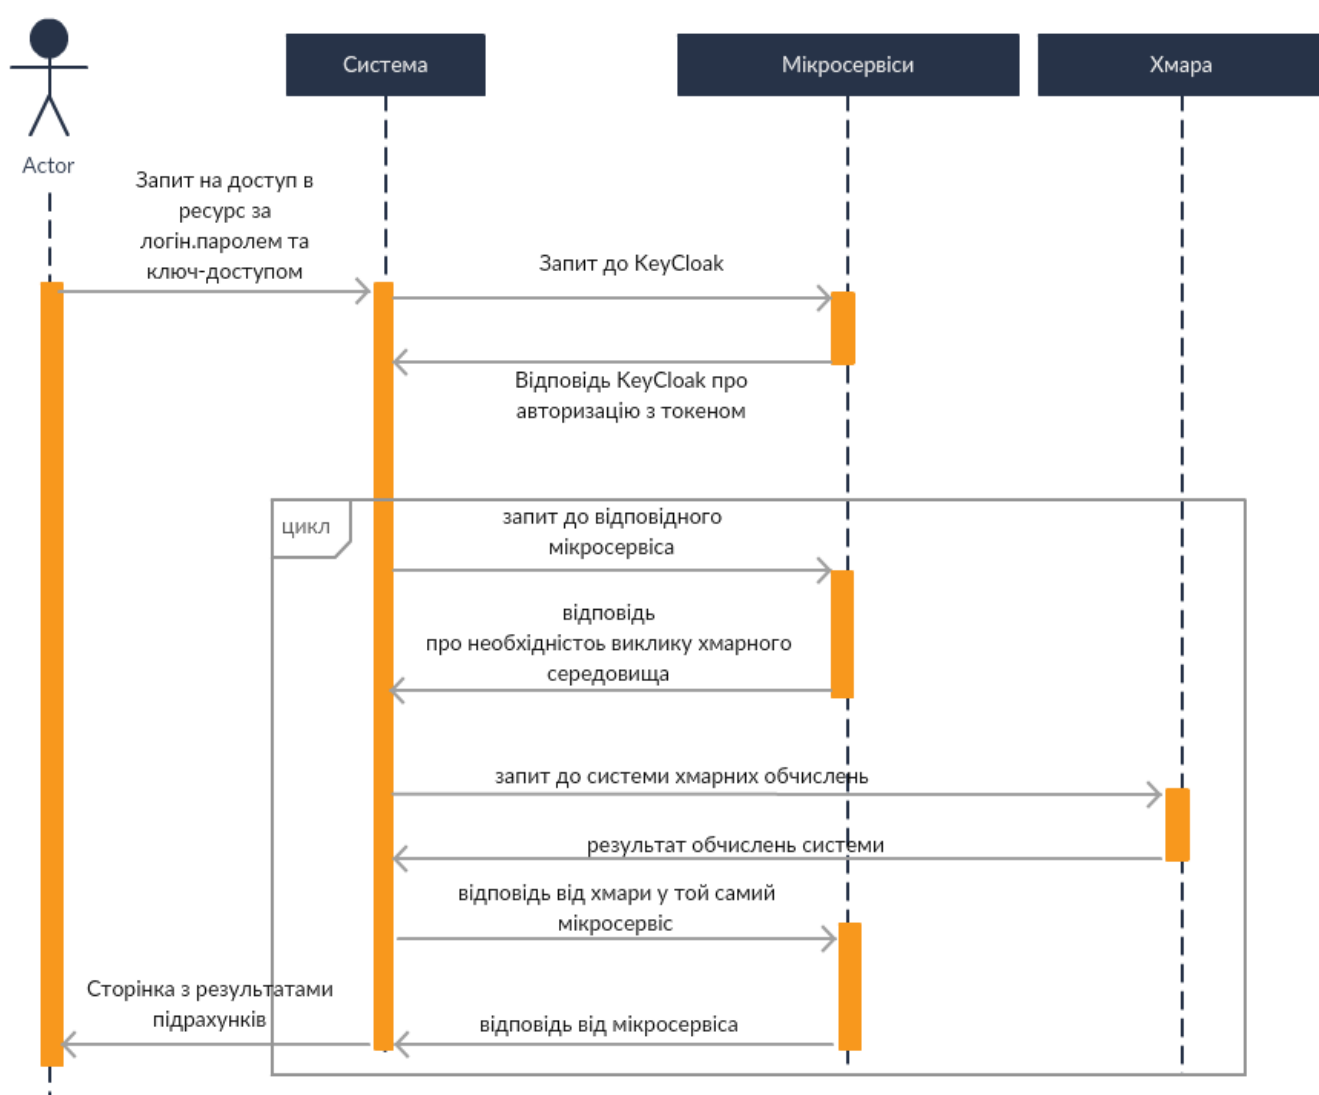 Система
Мікросервіси
Хмара
Actor
Запит на доступ в
ресурс за
логін.паролем та
ключ-доступом
Запит до KeyCloak
Відповідь KeyCloak про
авторизацію з токеном
цикл
запит до відповідного
мікросервіса
відповідь
про необхідністоь виклику хмарного
середовища
запит до системи хмарних обчислень
результат обчислень системи
відповідь від хмари у той самий
мікросервіс
Сторінка з результатами
підрахунків
відповідь від мікросервіса